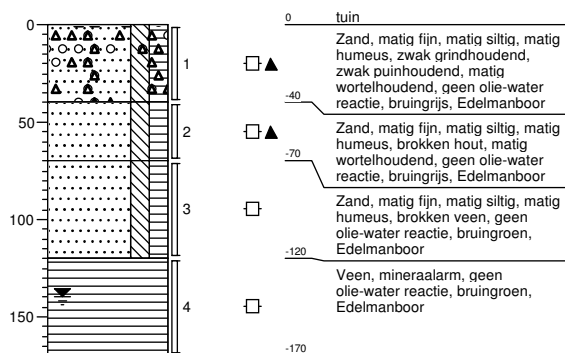 0
50
100
150
1
2
3
4
0 tuin
Zand, matig fijn, matig siltig, matig
humeus, zwak grindhoudend,
zwak puinhoudend, matig
wortelhoudend, geen olie-water
reactie, bruingrijs, Edelmanboor
-40
Zand, matig fijn, matig siltig, matig
humeus, brokken hout, matig
wortelhoudend, geen olie-water
reactie, bruingrijs, Edelmanboor
-70
Zand, matig fijn, matig siltig, matig
humeus, brokken veen, geen
olie-water reactie, bruingroen,
Edelmanboor
-120
Veen, mineraalarm, geen
olie-water reactie, bruingroen,
Edelmanboor
-170